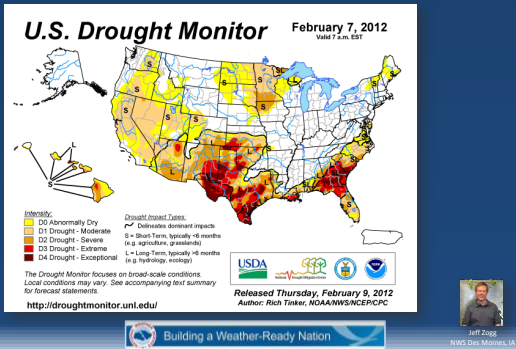 U.S. Drought Monitor
February 7, 2012
Valid 7 a.m. EST
Intensity:
D0 Abnormally Dry
D1 Drought - Moderate
D2 Drought - Severe
D3 Drought - Extreme
D4 Drought - Exceptional
Drought Impact Types:
Delineates dominant impacts
S = Short-Term, typically <6 months
(e.g. agriculture, grasslands)
L = Long-Term, typically >6 months
(e.g. hydrology, ecology)
The Drought Monitor focuses on broad-scale conditions.
Local conditions may vary. See accompanying text summary
for forecast statements.
http://droughtmonitor.unl.edu/
USDA
Released Thursday, February 9, 2012
Author: Rich Tinker, NOAA/NWS/NCEP/CPC
Jeff Zogg
NWS Des Moines, IA
Building a Weather-Ready Nation